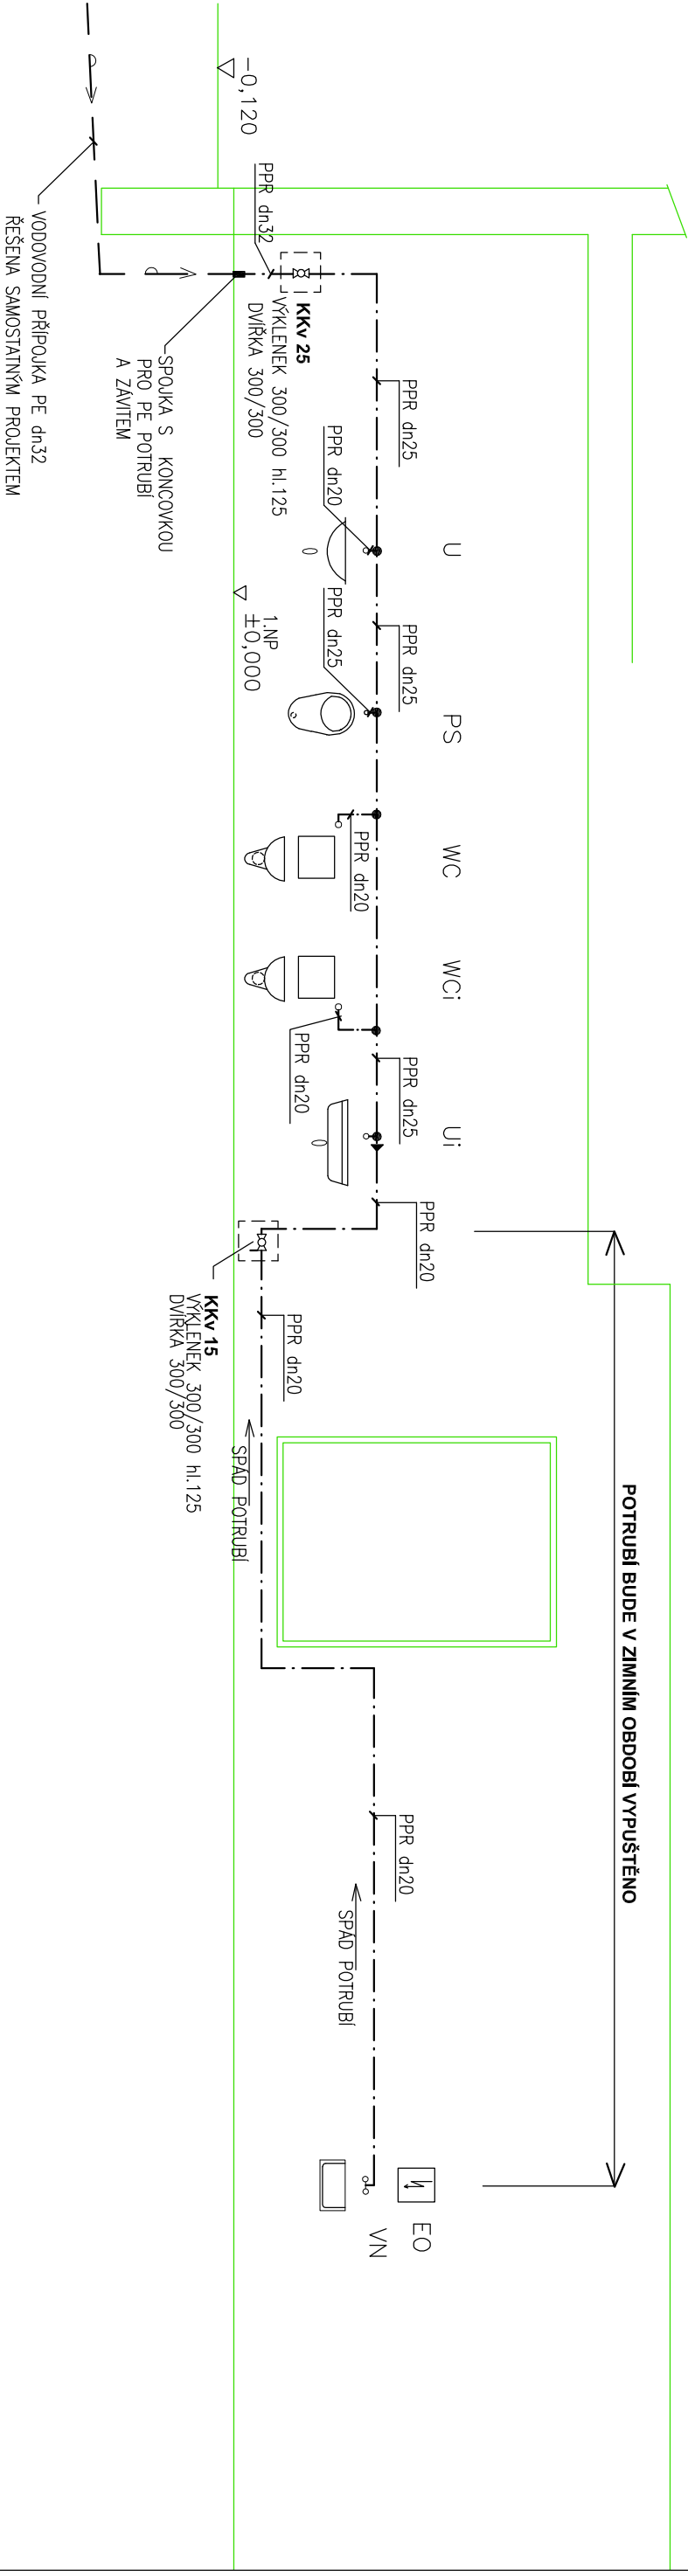 -0,120
VODOVODNÍ PŘÍPOJKA PE dn32
ŘEŠENA SAMOSTATNÝM PROJEKTEM
PPR dn32
SPOJKA S KONCOVKOU
PRO PE POTRUBÍ
A ZÁVITEM
KKv 25
VÝKLENEK 300/300 hl.125
DVÍŘKA 300/300
PPR dn25
PPR dn20
U
1.NP
±0,000
PPR dn25
PPR dn25
PS
PPR dn20
WC
WCi
PPR dn20
PPR dn25
Ui
PPR dn20
KKv 15
VÝKLENEK 300/300 hl.125
DVÍŘKA 300/300
PPR dn20
SPÁD POTRUBÍ
POTRUBÍ BUDE V ZIMNÍM OBDOBÍ VYPUŠTĚNO
PPR dn20
SPÁD POTRUBÍ
EO
VN